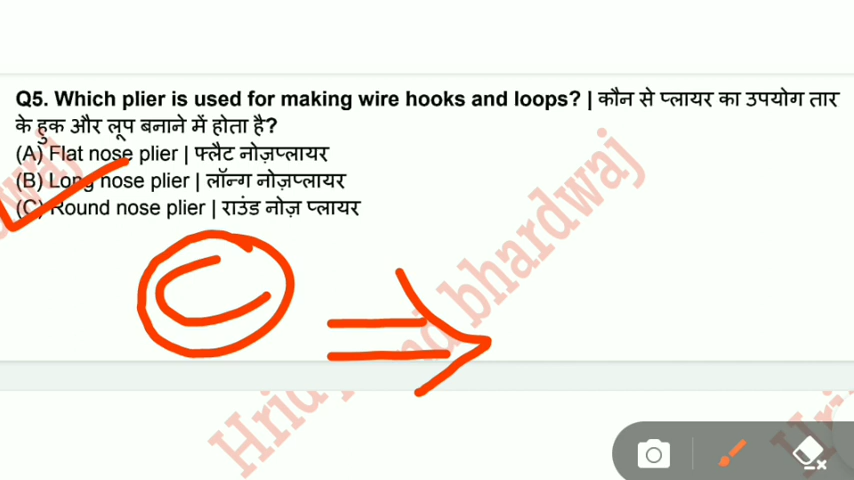 Q5. Which plier is used for making wire hooks and loops? | कौन से प्लायर का उपयोग तार
के हुक और लूप बनाने में होता है?
(A) Flat nose plier | फ्लैट नोज़प्लायर
(B) Long nose plier | लॉन्ग नोज़प्लायर
(C) Round nose plier | राउंड नोज़ प्लायर
C
bhardwaj